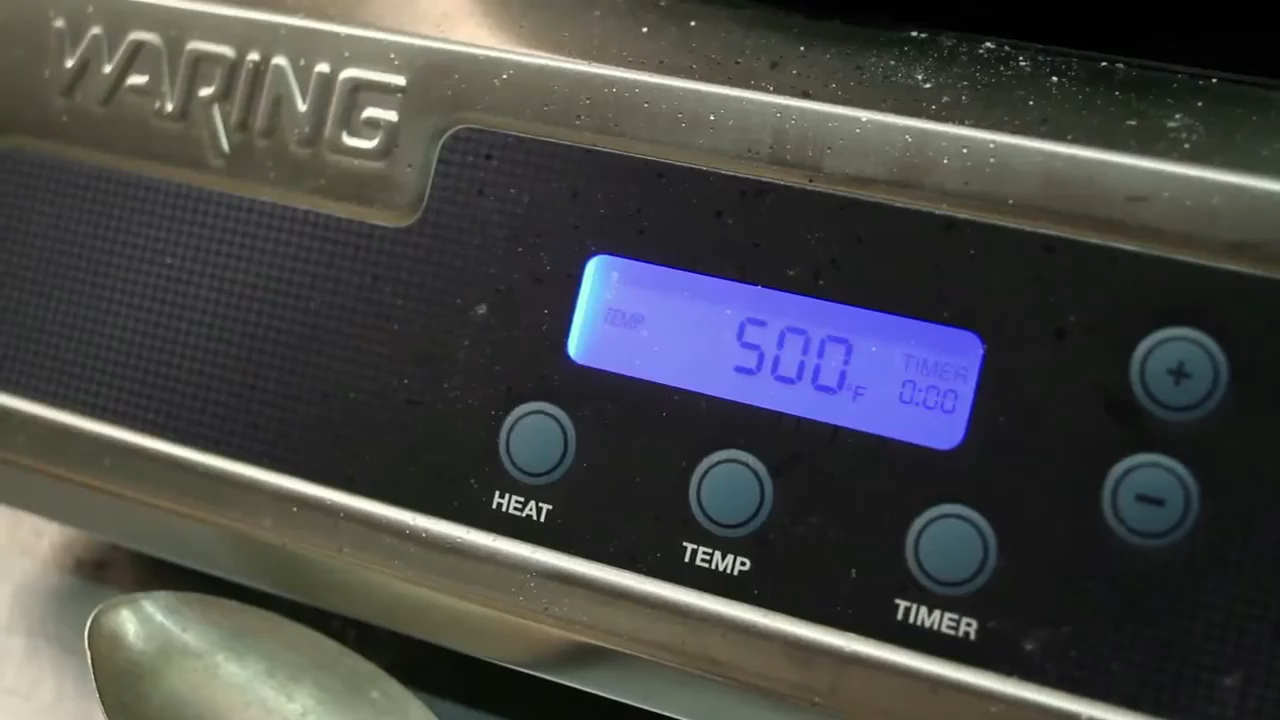 WARING
TEMP
500°F
TIMER
0:00
+
-
HEAT
TEMP
TIMER